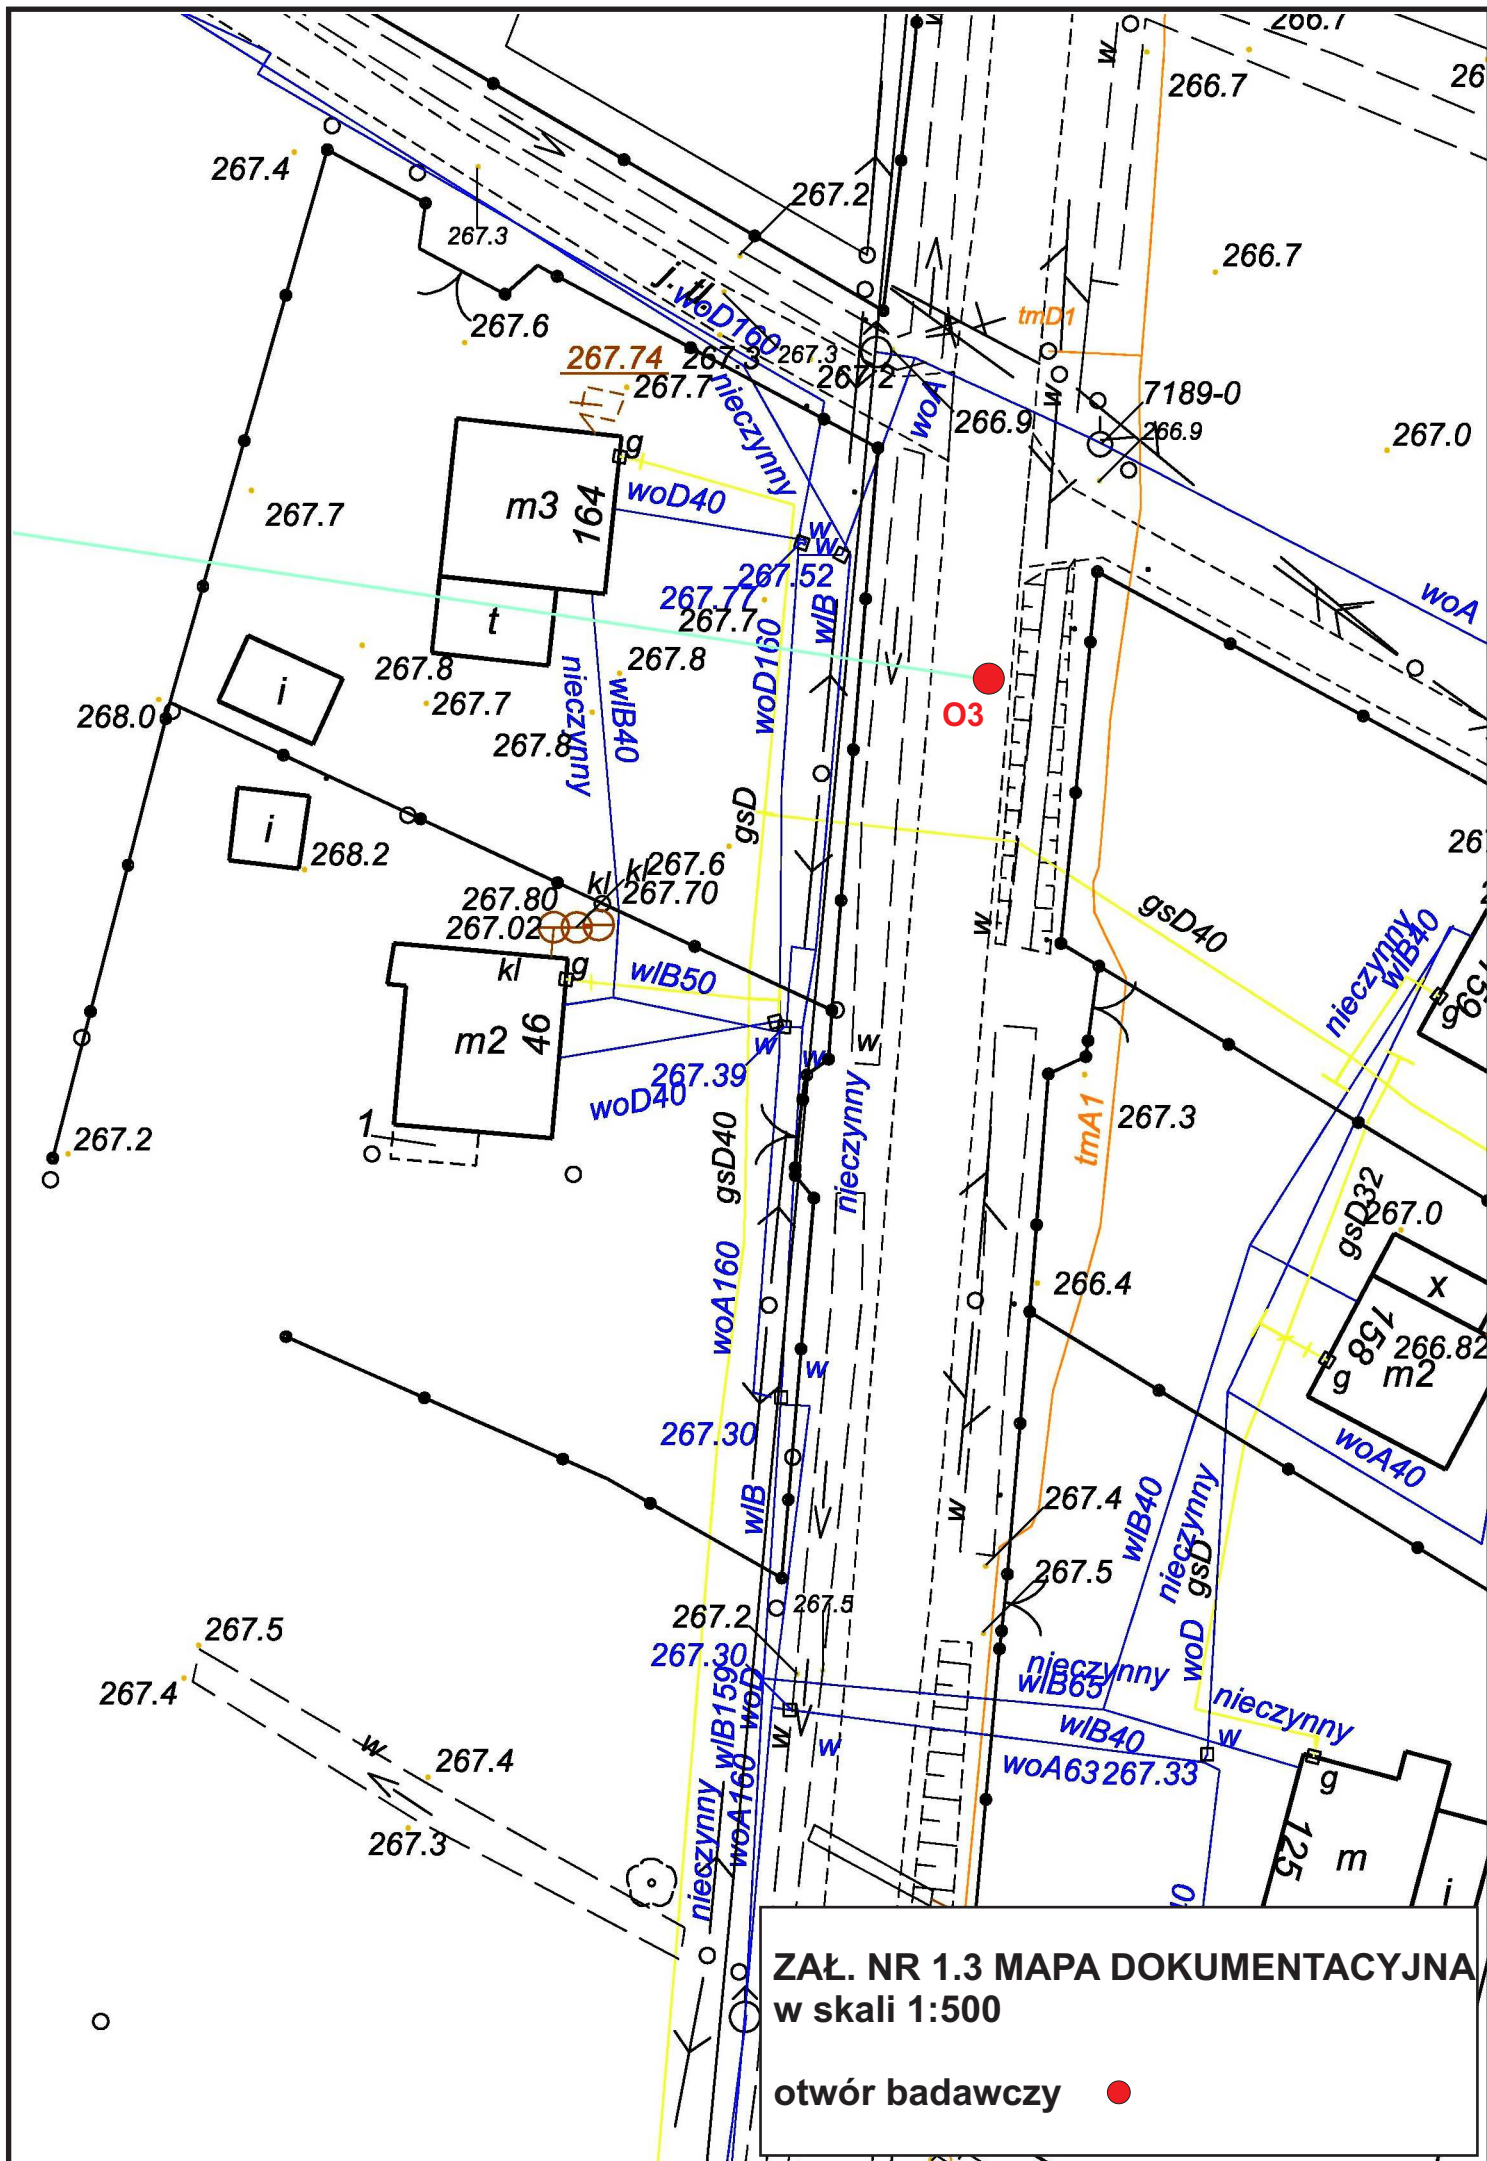 266.7
w
w
266.7
26
267.4
267.2
267.3
266.7
j. tł.
woD160
tmD1
267.6
267.74
267.3
267.3
267.7
267.2
nieczynny
woA
w
7189-0
266.9
266.9
267.0
g
m3
164
woD40
267.7
w
w
267.52
267.77
wlB
267.7
woA
t
woD160
267.8
267.8
i
nieczynny
wlB40
267.7
268.0
267.8
O3
gsD
i
268.2
267
kl
kl
267.6
267.80
267.70
267.02
gsD40
w
nieczynny
wlB40
kl
g
wlB50
159
g
m2
46
w
w
w
267.39
woD40
nieczynny
1
267.2
gsD40
tmA1
267.3
gsD32
267.0
woA160
266.4
x
158
266.82
g
m2
w
267.30
woA40
wlB
w
267.4
wlB40
nieczynny
gsD
267.5
267.5
267.2
267.5
267.30
woD
nieczynny
wlB65
267.4
nieczynny
wlB159
woD
w
w
wlB40
w
nieczynny
woA63
267.33
w
267.4
g
267.3
woA160
125
m
i
ZAŁ. NR 1.3 MAPA DOKUMENTACYJNA
w skali 1:500
otwór badawczy